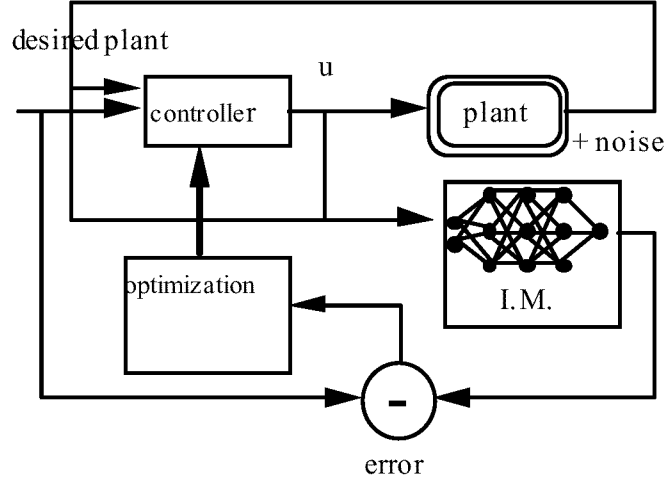 desired plant
u
controller
plant
+ noise
optimization
I.M.
-
error